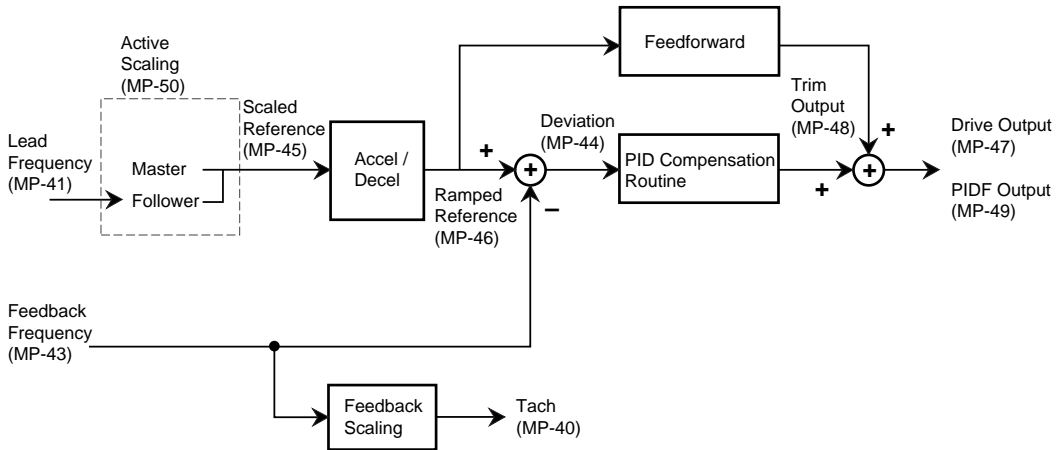 Active
Scaling
(MP-50)
Lead
Frequency
(MP-41)
Master
Follower
Scaled
Reference
(MP-45)
Accel /
Decel
Ramped
Reference
(MP-46)
+
+
−
Deviation
(MP-44)
Feedforward
PID Compensation
Routine
Trim
Output
(MP-48)
+
+
+
Drive Output
(MP-47)
PIDF Output
(MP-49)
Feedback
Frequency
(MP-43)
Feedback
Scaling
Tach
(MP-40)